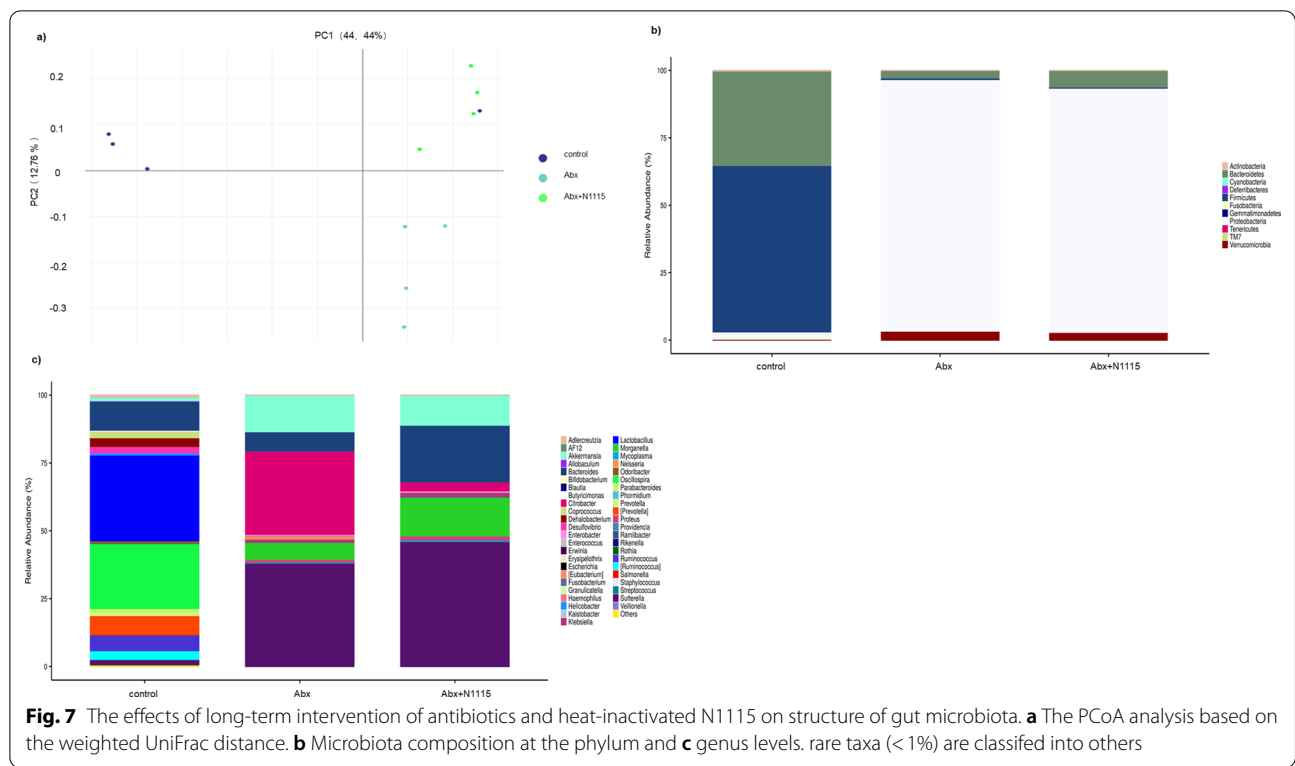 a)
PC1 (44, 44%)
PC2 (12.76 %)
0.2
0.1
0
-0.1
-0.2
-0.3
control
Abx
Abx+N1115
b)
Relative Abundance (%)
100
75
50
25
0
control
Abx
Abx+N1115
Actinobacteria
Bacteroidetes
Cyanobacteria
Deferribacteres
Firmicutes
Fusobacteria
Gemmatimonadetes
Proteobacteria
Tenericutes
TM7
Verrucomicrobia
c)
Relative Abundance (%)
100
75
50
25
0
control
Abx
Abx+N1115
Adlercreutzia
AF12
Akkermansia
Allobaculum
Bacteroides
Bifidobacterium
Blautia
Butyricimonas
Citrobacter
Coprococcus
Dehalobacterium
Desulfovibrio
Enterobacter
Enterococcus
Erwinia
Erysipelothrix
Escherichia
[Eubacterium]
Fusobacterium
Granulicatella
Haemophilus
Helicobacter
Kaistobacter
Klebsiella
Lactobacillus
Morganella
Mycoplasma
Neisseria
Odoribacter
Oscillospira
Parabacteroides
Phormidium
Prevotella
[Prevotella]
Proteus
Providencia
Ramlibacter
Rikenella
Rothia
Ruminococcus
[Ruminococcus]
Salmonella
Staphylococcus
Streptococcus
Sutterella
Veillonella
Others
Fig. 7 The effects of long-term intervention of antibiotics and heat-inactivated N1115 on structure of gut microbiota. a The PCoA analysis based on
the weighted UniFrac distance. b Microbiota composition at the phylum and c genus levels. rare taxa (< 1%) are classifed into others